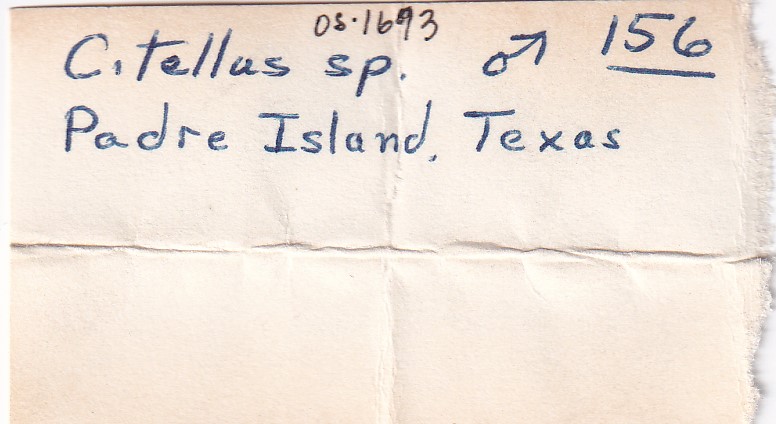 OS·1693
Citellus sp. ♂ 156
Padre Island, Texas